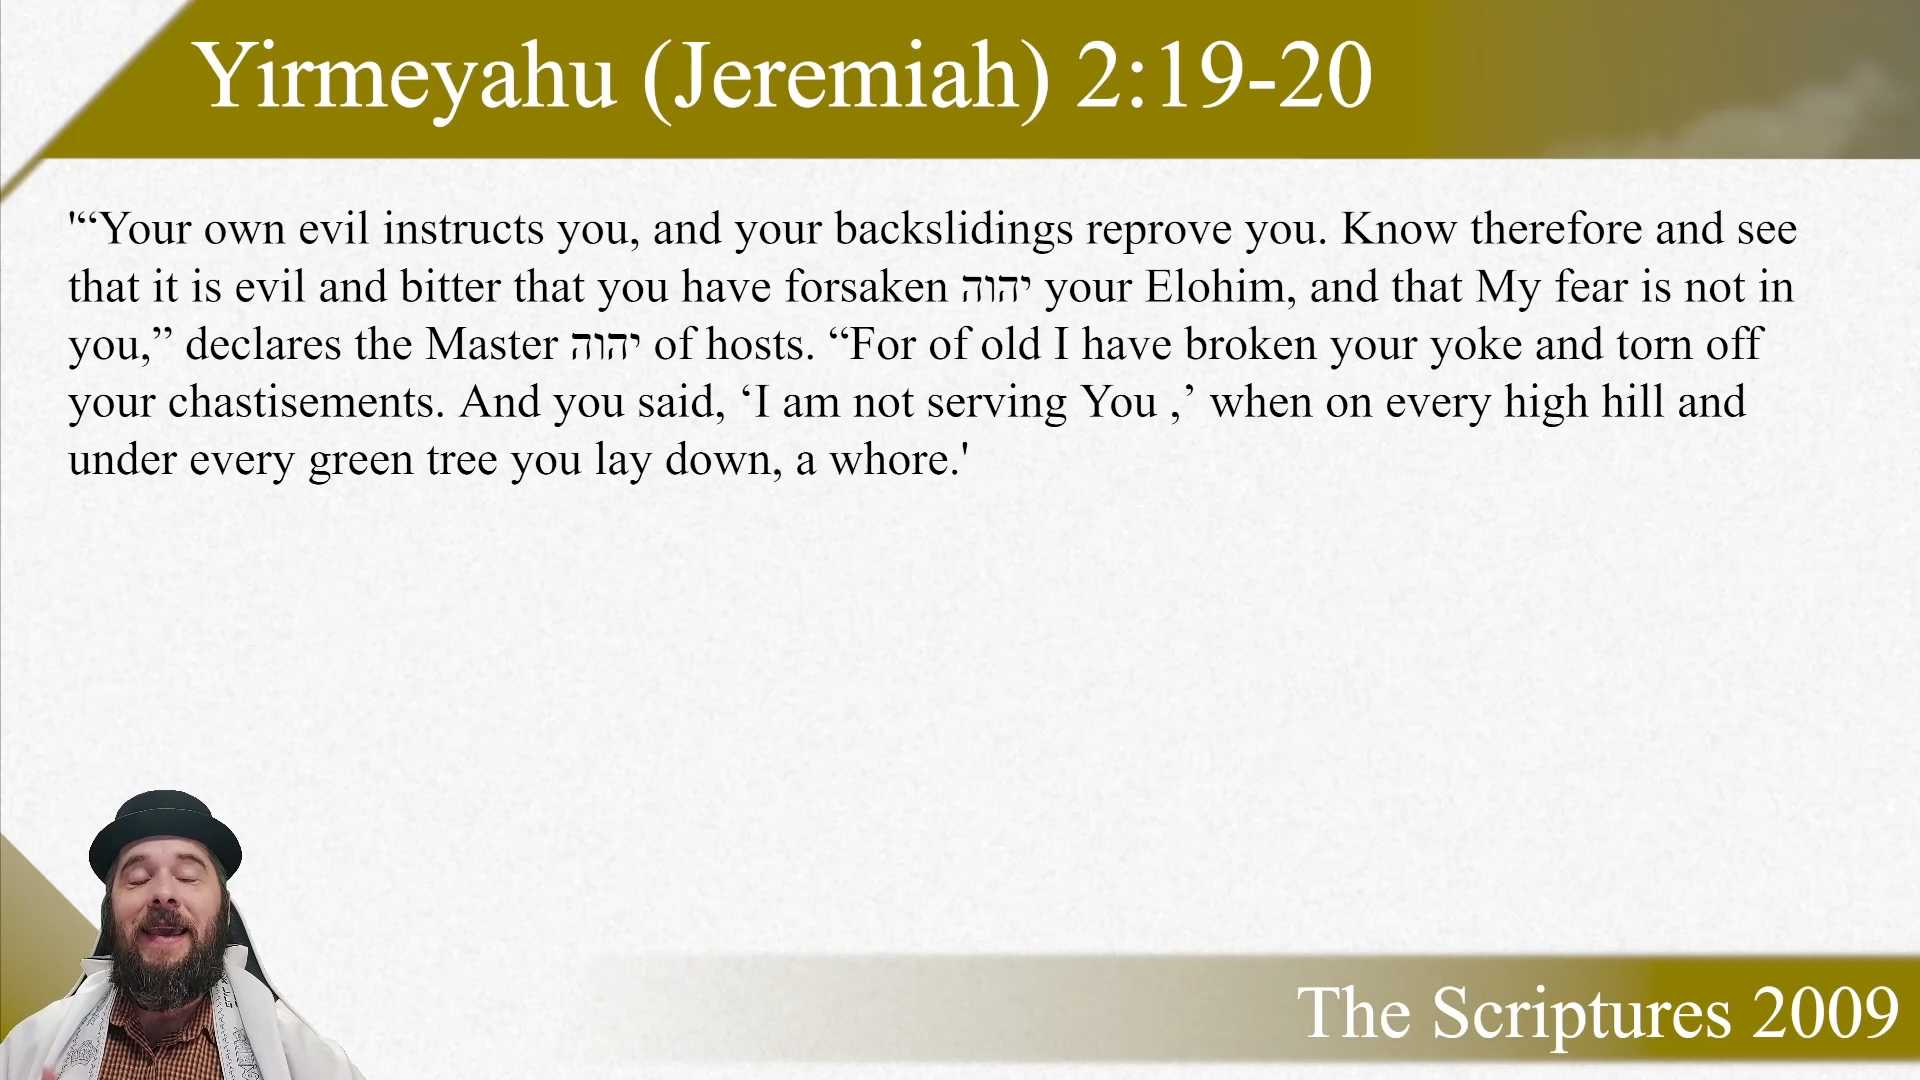 Yirmeyahu (Jeremiah) 2:19-20
'“Your own evil instructs you, and your backslidings reprove you. Know therefore and see
that it is evil and bitter that you have forsaken יהוה your Elohim, and that My fear is not in
you,” declares the Master יהוה of hosts. “For of old I have broken your yoke and torn off
your chastisements. And you said, ‘I am not serving You ,’ when on every high hill and
under every green tree you lay down, a whore.'
The Scriptures 2009